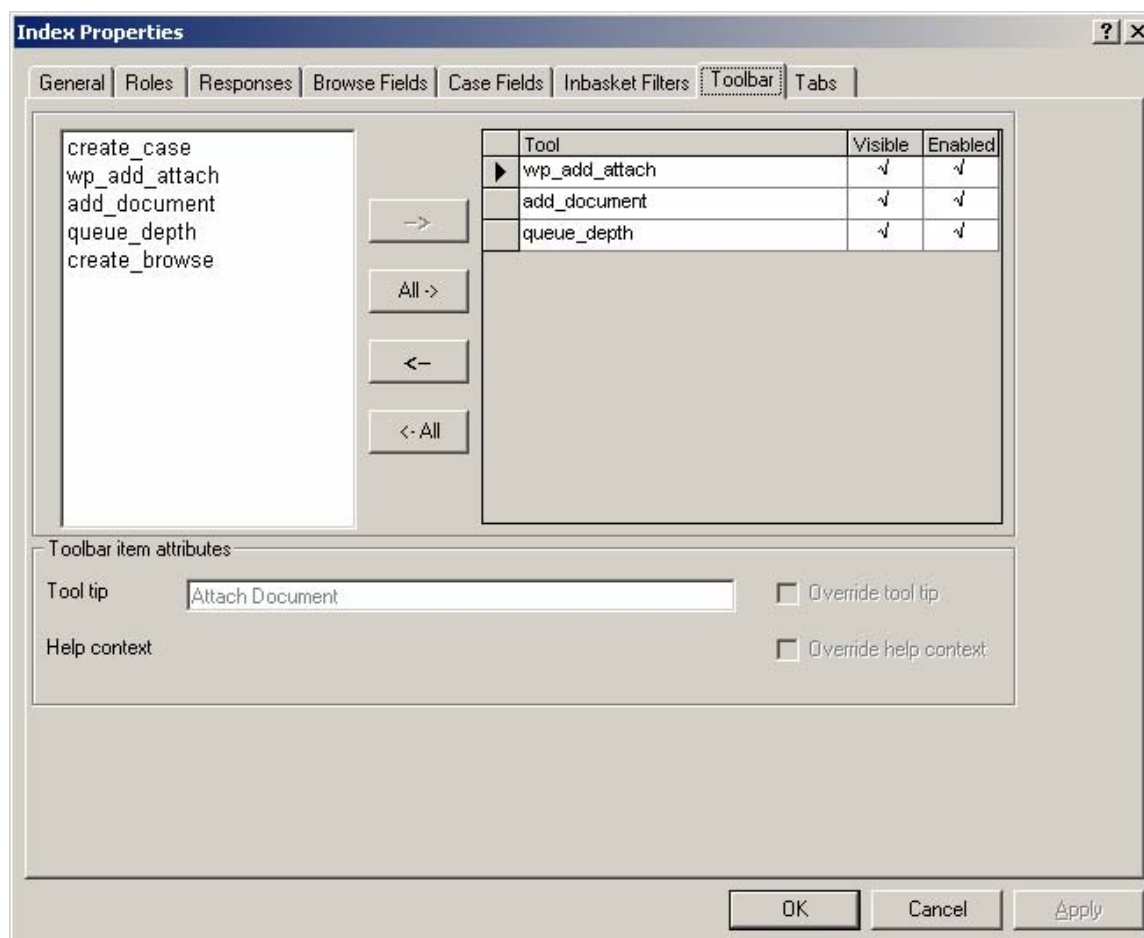 Index Properties
General Roles Responses Browse Fields Case Fields Inbasket Filters Toolbar Tabs
create_case
wp_add_attach
add_document
queue_depth
create_browse
-->
All ->
<--
<- All
Tool Visible Enabled
wp_add_attach √ √
add_document √ √
queue_depth √ √
Toolbar item attributes
Tool tip Attach Document Override tool tip
Help context Override help context
OK Cancel Apply